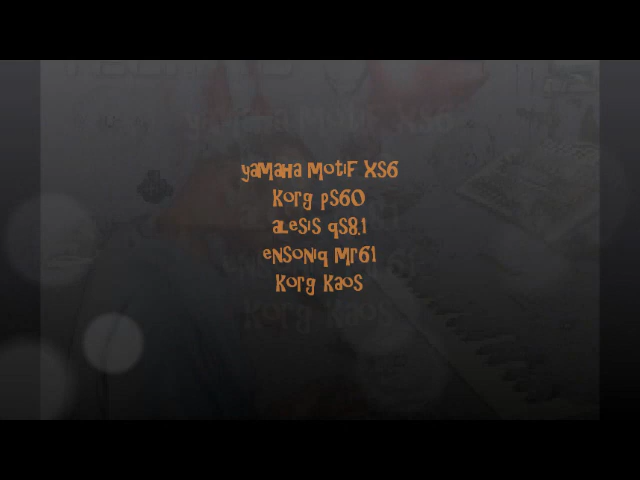 yaMaHa MotiF XS6
Korg PS60
aLeSiS qS8.1
eNSoNiq Mr61
Korg KaoS